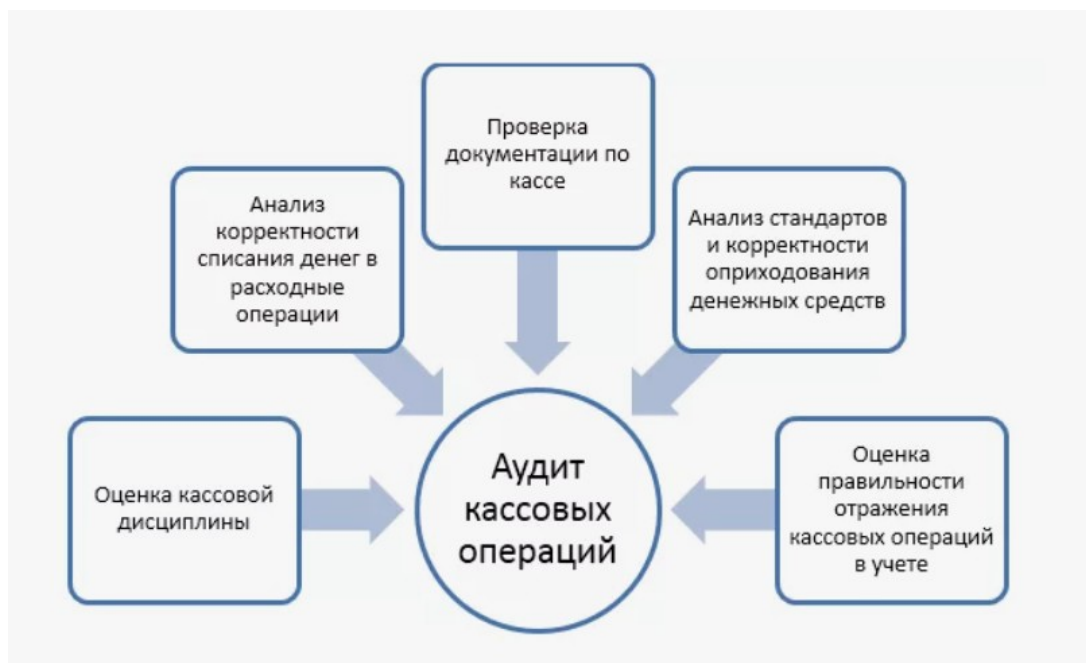 Проверка
документации по
кассе
Анализ
корректности
списания денег в
расходные
операции
Анализ стандартов
и корректности
оприходования
денежных средств
Оценка кассовой
дисциплины
Аудит
кассовых
операций
Оценка
правильности
отражения
кассовых операций
в учете